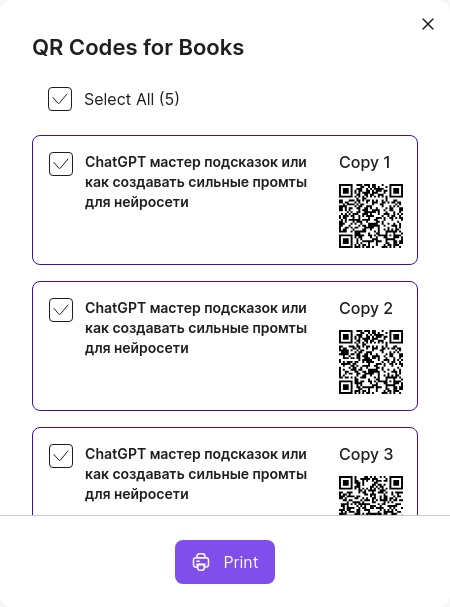 QR Codes for Books
Select All (5)
ChatGPT мастер подсказок или
как создавать сильные промты
для нейросети
Copy 1
ChatGPT мастер подсказок или
как создавать сильные промты
для нейросети
Copy 2
ChatGPT мастер подсказок или
как создавать сильные промты
для нейросети
Copy 3
Print